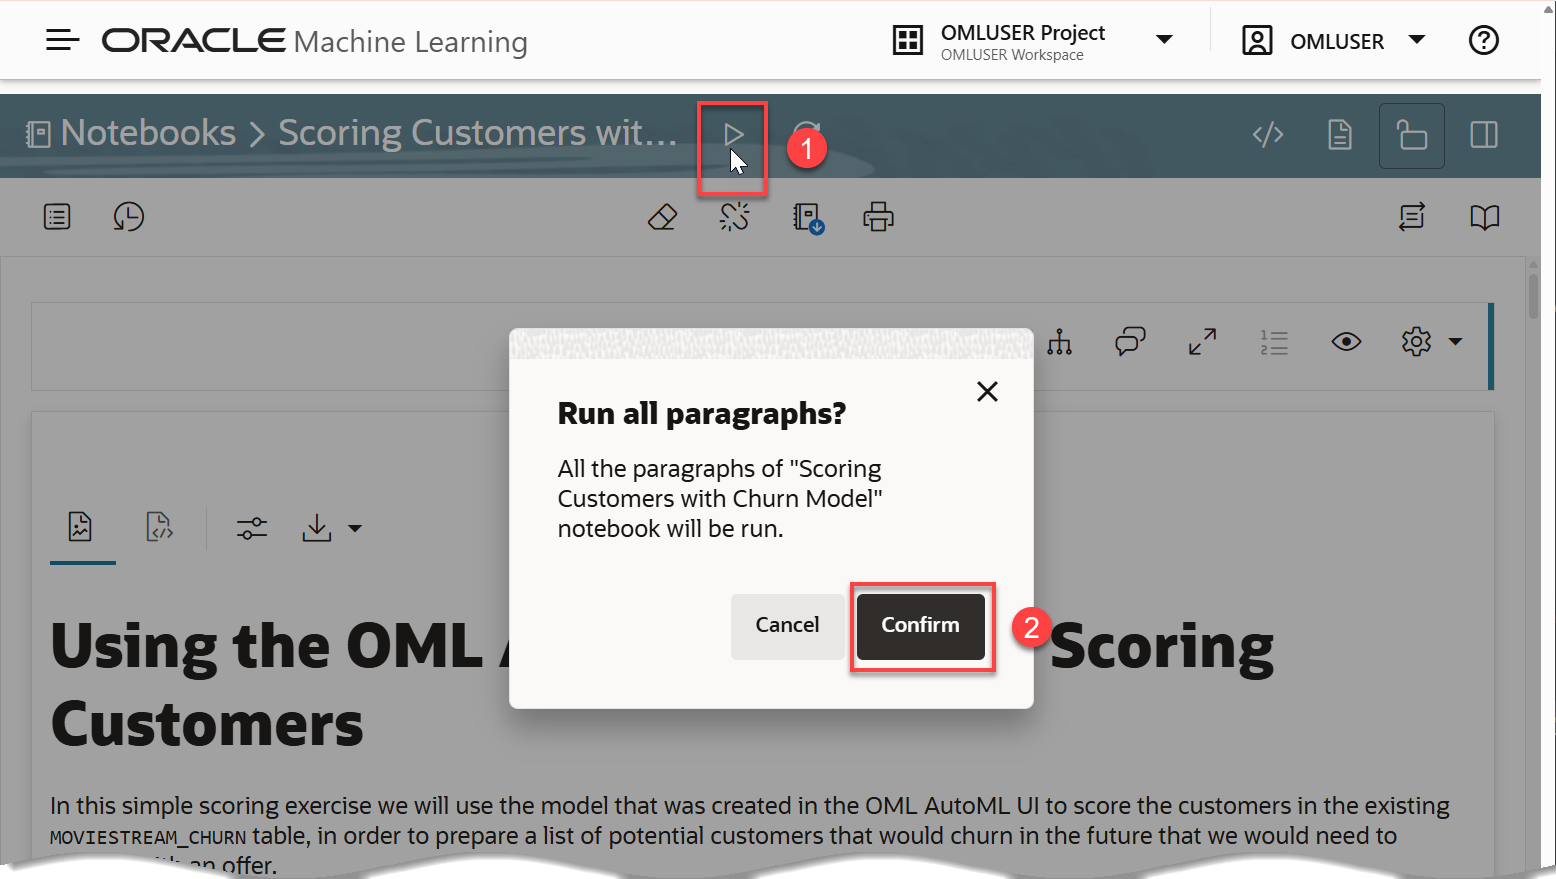 ORACLE Machine Learning
OMLUSER Project
OMLUSER Workspace
OMLUSER
Notebooks > Scoring Customers wit...
1
Run all paragraphs?
All the paragraphs of "Scoring
Customers with Churn Model"
notebook will be run.
Cancel
Confirm
2
Using the OML Scoring
Customers
In this simple scoring exercise we will use the model that was created in the OML AutoML UI to score the customers in the existing
MOVIESTREAM_CHURN table, in order to prepare a list of potential customers that would churn in the future that we would need to
an offer.